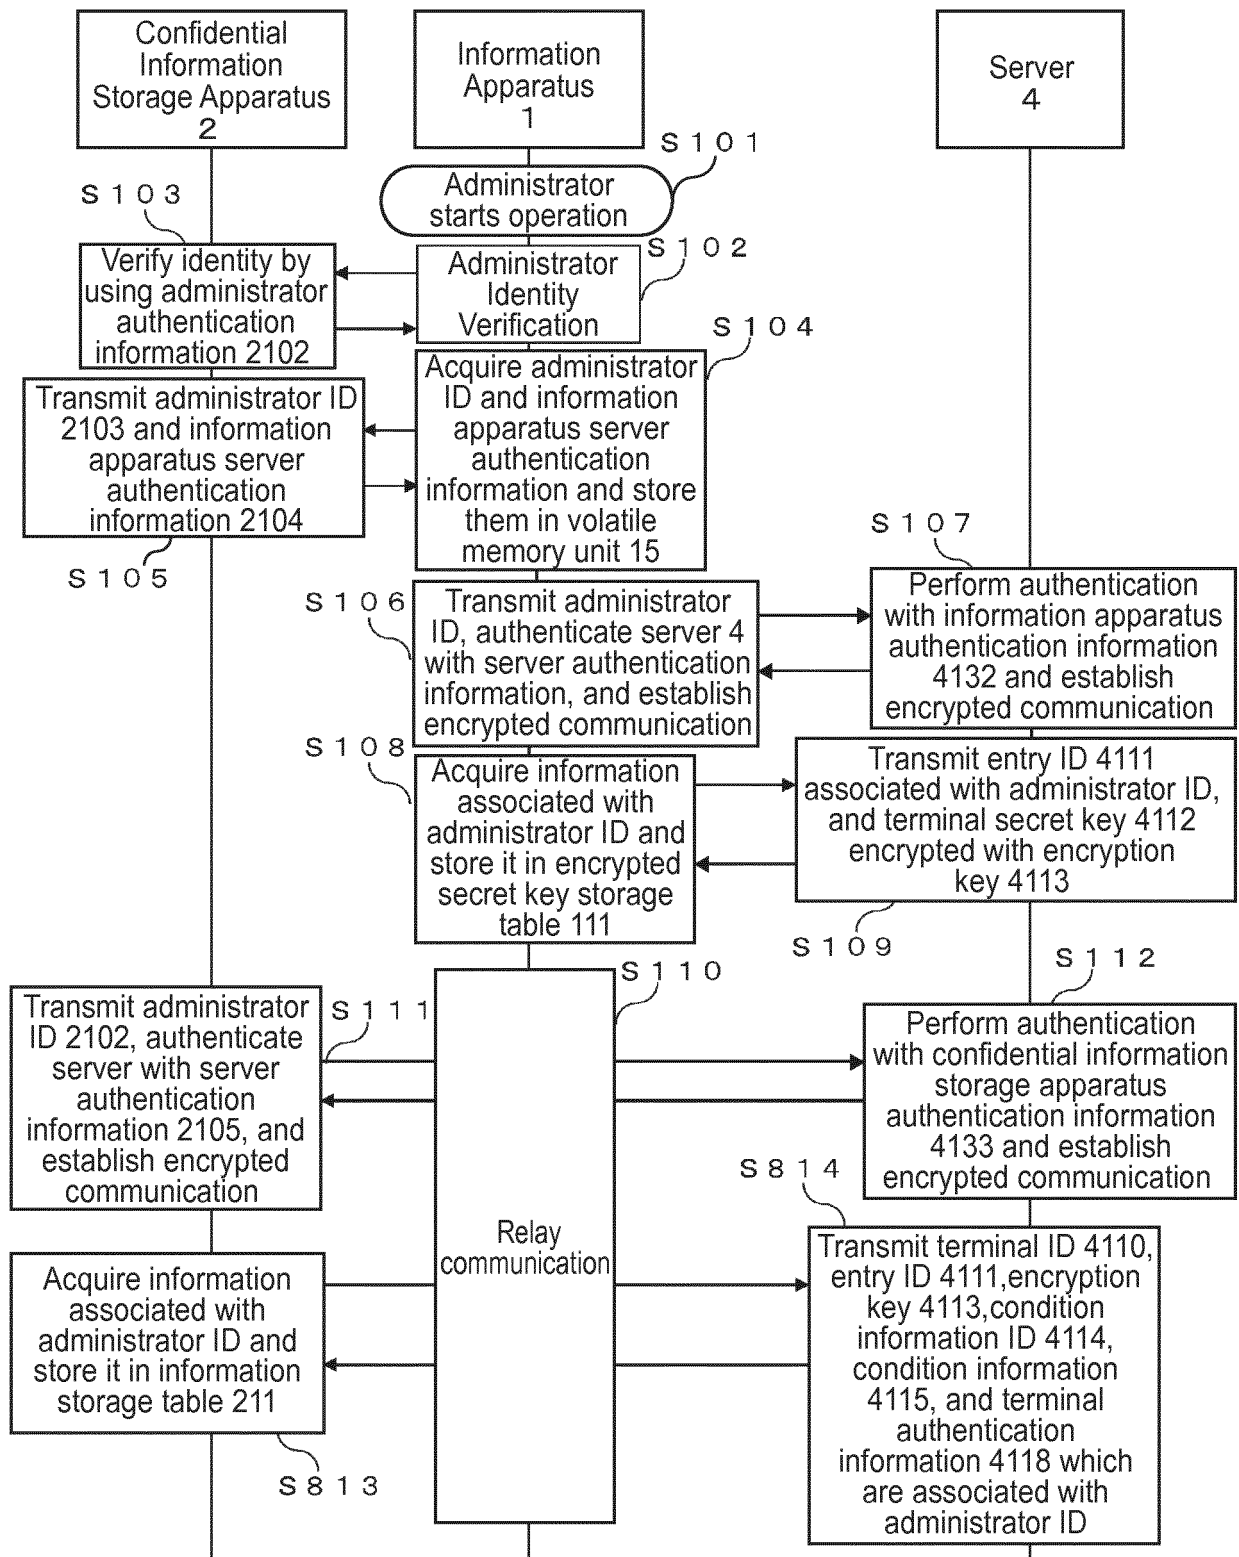 Confidential
Information
Storage Apparatus
2
Information
Apparatus
1
Server
4
S101
Administrator
starts operation
S103
Verify identity by
using administrator
authentication
information 2102
S102
Administrator
Identity
Verification
S104
Acquire administrator
ID and information
apparatus server
authentication
information and store
them in volatile
memory unit 15
Transmit administrator ID
2103 and information
apparatus server
authentication
information 2104
S105
S106
Transmit administrator
ID, authenticate server 4
with server authentication
information, and establish
encrypted communication
S107
Perform authentication
with information apparatus
authentication information
4132 and establish
encrypted communication
S108
Acquire information
associated with
administrator ID and
store it in encrypted
secret key storage
table 111
Transmit entry ID 4111
associated with administrator ID,
and terminal secret key 4112
encrypted with encryption
key 4113
S109
S110
Relay
communication
S111
Transmit administrator
ID 2102, authenticate
server with server
authentication
information 2105, and
establish encrypted
communication
S112
Perform authentication
with confidential information
storage apparatus
authentication information
4133 and establish
encrypted communication
S814
Transmit terminal ID 4110,
entry ID 4111,encryption
key 4113,condition
information ID 4114,
condition information
4115, and terminal
authentication
information 4118 which
are associated with
administrator ID
Acquire information
associated with
administrator ID and
store it in information
storage table 211
S813